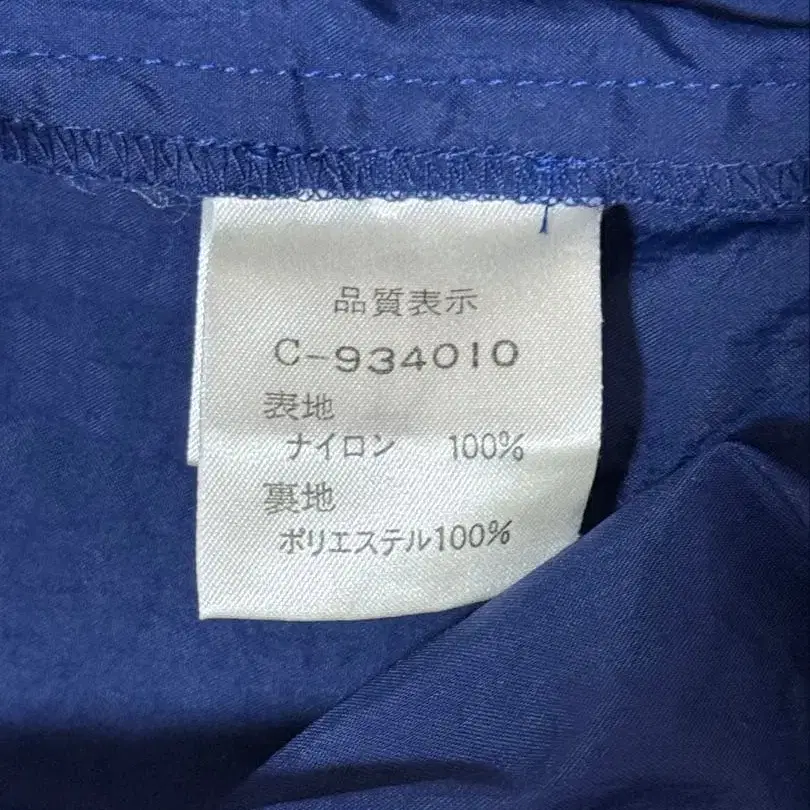 品質表示
C-934010
表地
ナイロン 100%
裏地
ポリエステル100%